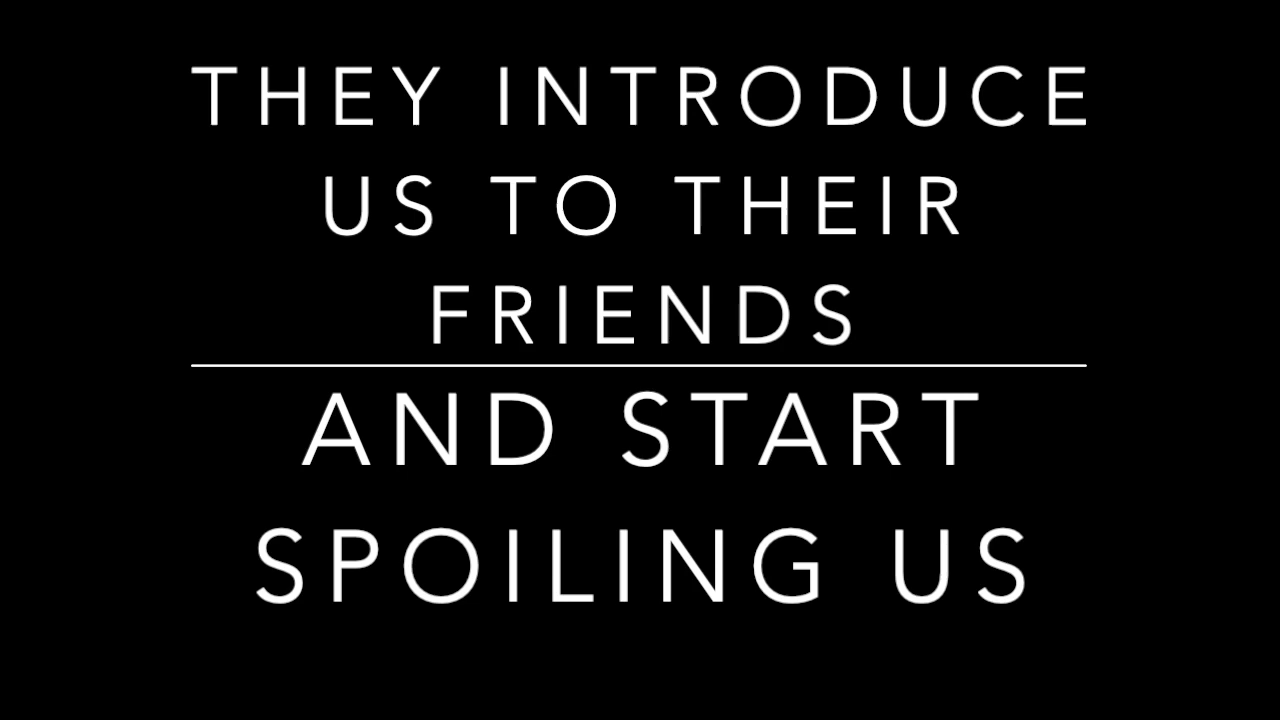 THEY INTRODUCE
US TO THEIR
FRIENDS
AND START
SPOILING US